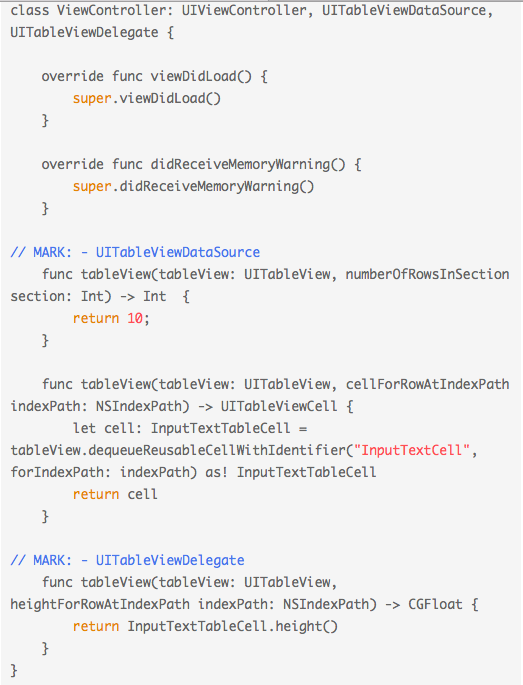 class ViewController: UIViewController, UITableViewDataSource,
UITableViewDelegate {
    override func viewDidLoad() {
        super.viewDidLoad()
    }
    override func didReceiveMemoryWarning() {
        super.didReceiveMemoryWarning()
    }
// MARK: - UITableViewDataSource
    func tableView(tableView: UITableView, numberOfRowsInSection
section: Int) -> Int  {
        return 10;
    }
    func tableView(tableView: UITableView, cellForRowAtIndexPath
indexPath: NSIndexPath) -> UITableViewCell {
        let cell: InputTextTableCell =
tableView.dequeueReusableCellWithIdentifier("InputTextCell",
forIndexPath: indexPath) as! InputTextTableCell
        return cell
    }
// MARK: - UITableViewDelegate
    func tableView(tableView: UITableView,
heightForRowAtIndexPath indexPath: NSIndexPath) -> CGFloat {
        return InputTextTableCell.height()
    }
}